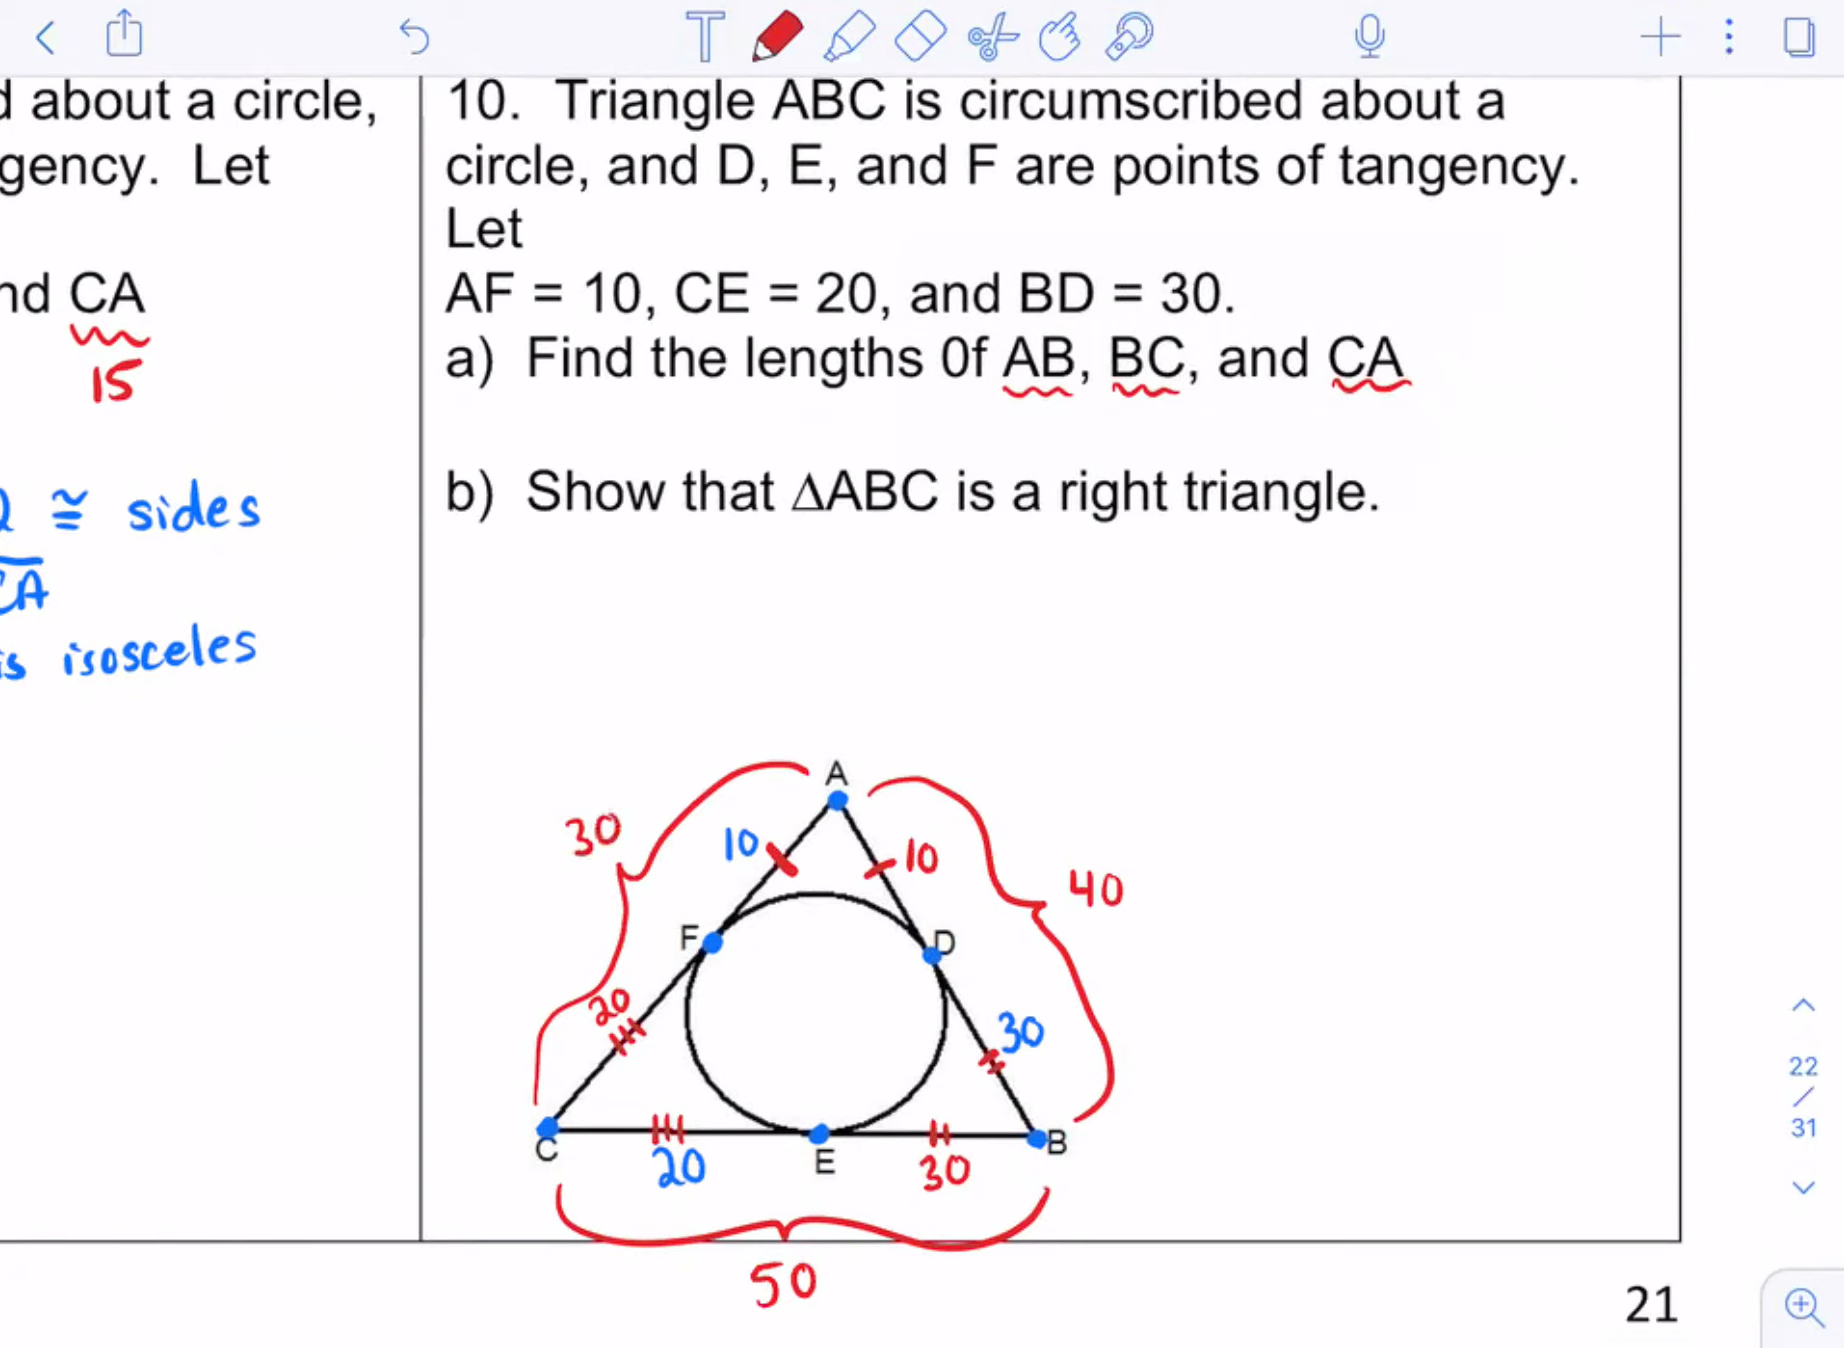 d about a circle,
gency. Let
nd CA
15
≅ sides
CA
is isosceles
10. Triangle ABC is circumscribed about a
circle, and D, E, and F are points of tangency.
Let
AF = 10, CE = 20, and BD = 30.
a) Find the lengths 0f AB, BC, and CA
b) Show that ΔABC is a right triangle.
A
30
10
10
40
F
D
20
30
C
20
E
30
B
50
21
22
/
31
T